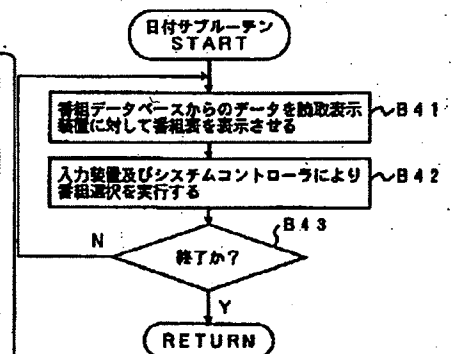 日付サブルーチン
START
番組データベースからのデータを読取表示
装置に対して番組表を表示させる
B41
入力装置及びシステムコントローラにより
番組選択を実行する
B42
B43
N
終了か?
Y
RETURN